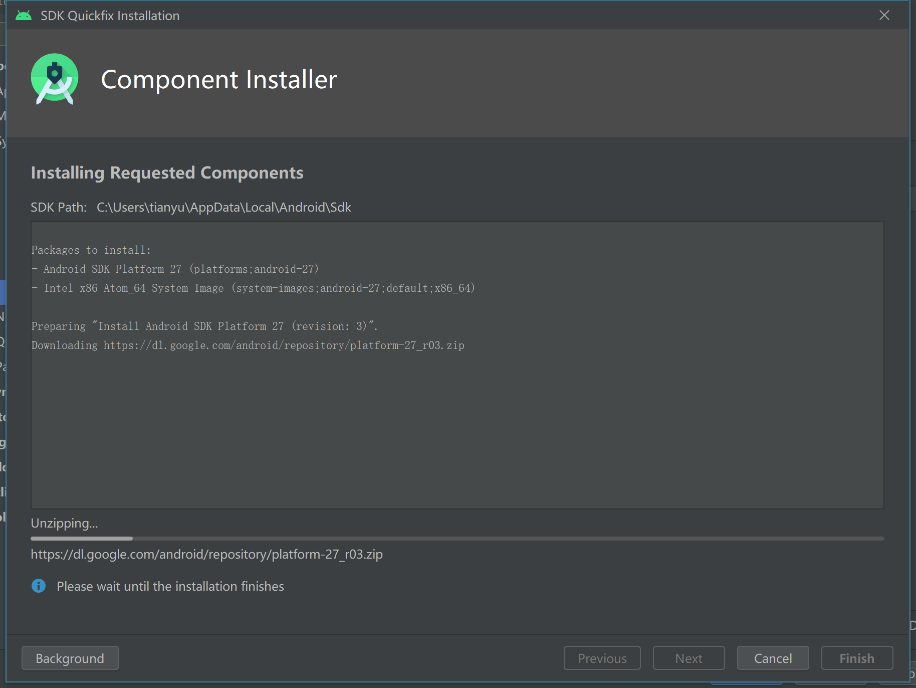 SDK Quickfix Installation
Component Installer
Installing Requested Components
SDK Path: C:\Users\tianyu\AppData\Local\Android\Sdk
Packages to install:
- Android SDK Platform 27 (platforms;android-27)
- Intel x86 Atom_64 System Image (system-images;android-27;default;x86_64)
Preparing "Install Android SDK Platform 27 (revision: 3)".
Downloading https://dl.google.com/android/repository/platform-27_r03.zip
Unzipping...
https://dl.google.com/android/repository/platform-27_r03.zip
Please wait until the installation finishes
Background
Previous
Next
Cancel
Finish